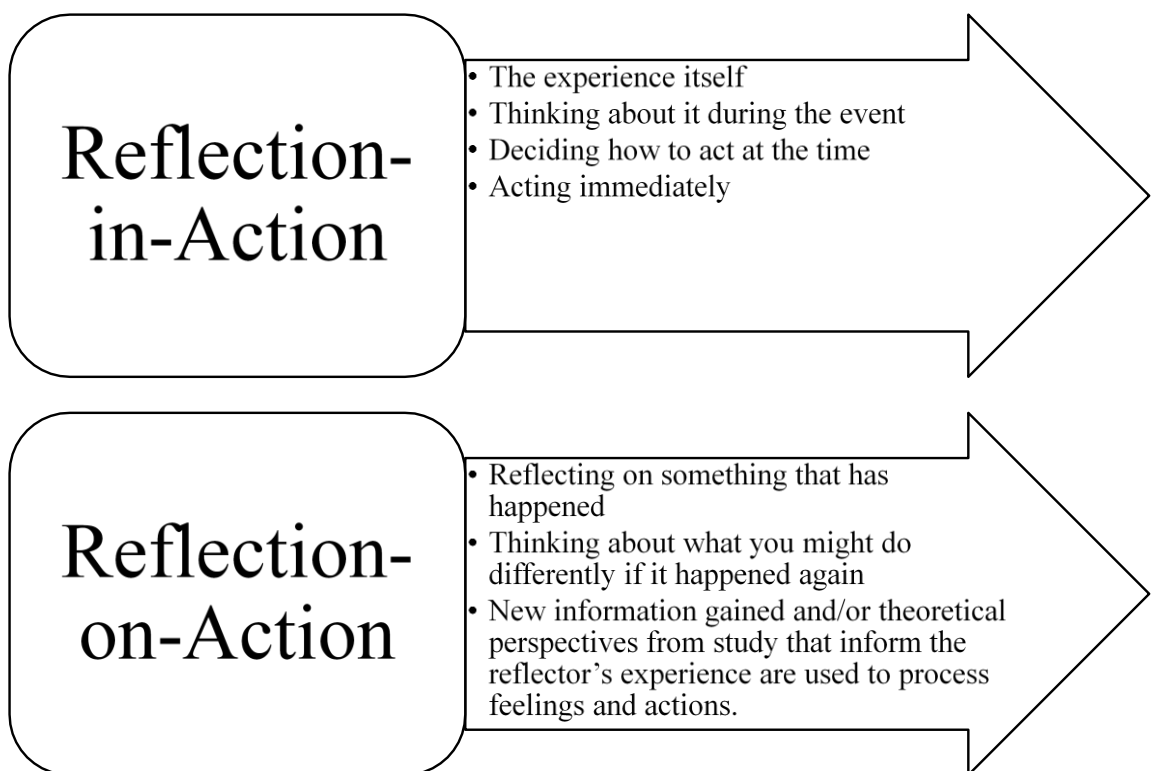 Reflection-
in-Action
• The experience itself
• Thinking about it during the event
• Deciding how to act at the time
• Acting immediately
Reflection-
on-Action
• Reflecting on something that has
happened
• Thinking about what you might do
differently if it happened again
• New information gained and/or theoretical
perspectives from study that inform the
reflector’s experience are used to process
feelings and actions.